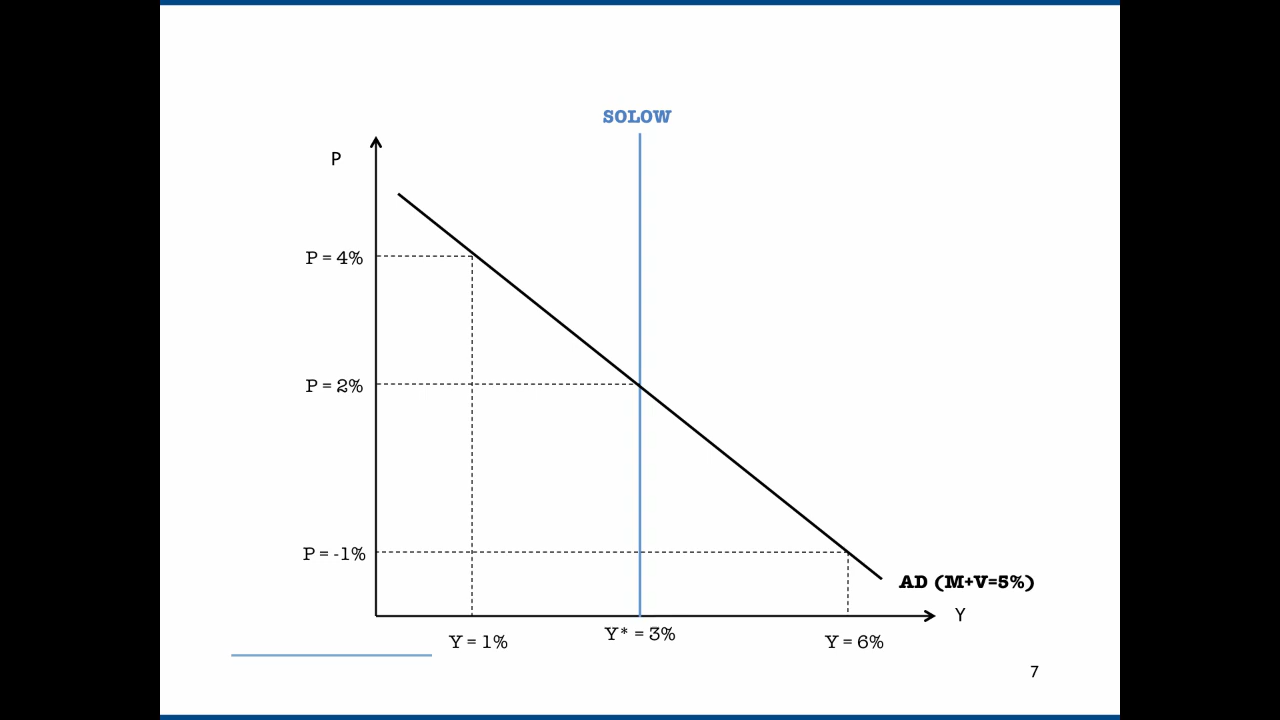 SOLOW
P
P = 4%
P = 2%
P = -1%
AD (M+V=5%)
Y
Y = 1%
Y* = 3%
Y = 6%
7